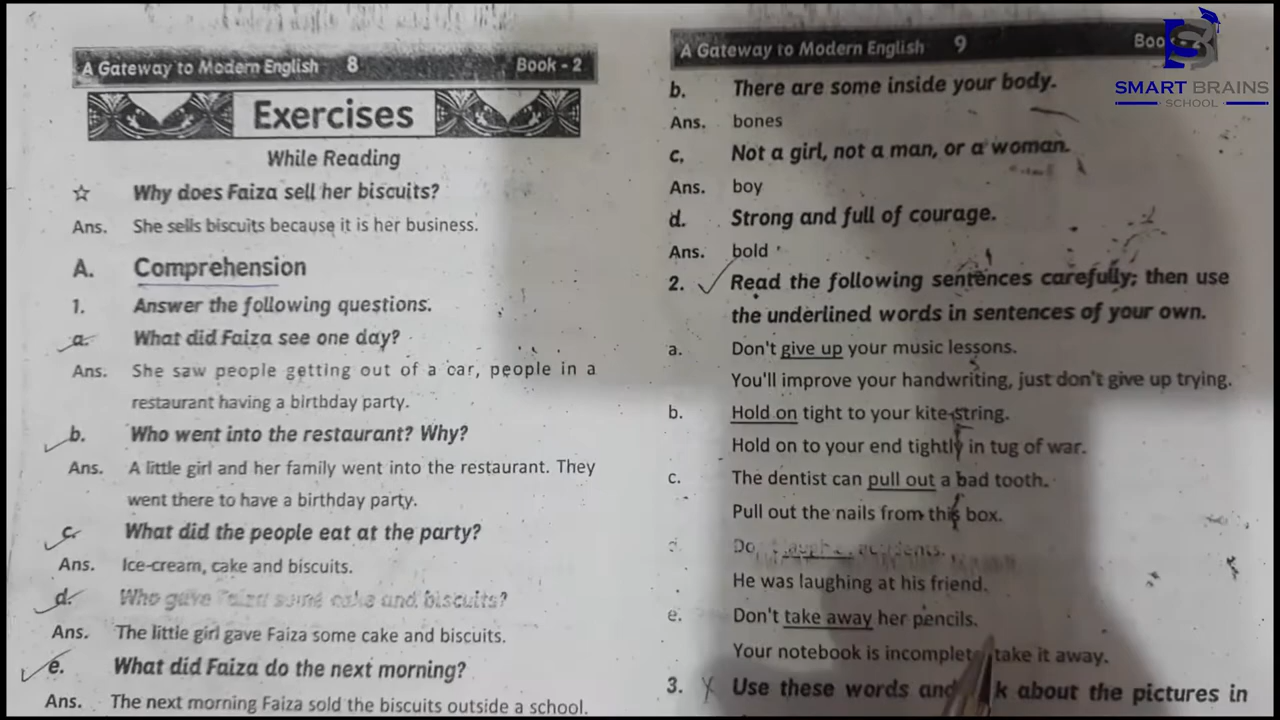 A Gateway to Modern English 8 Book - 2
Exercises
While Reading
☆ Why does Faiza sell her biscuits?
Ans. She sells biscuits because it is her business.
A. Comprehension
1. Answer the following questions.
a. What did Faiza see one day?
Ans. She saw people getting out of a car, people in a
restaurant having a birthday party.
b. Who went into the restaurant? Why?
Ans. A little girl and her family went into the restaurant. They
went there to have a birthday party.
c. What did the people eat at the party?
Ans. Ice-cream, cake and biscuits.
d. Who gave Faiza some cake and biscuits?
Ans. The little girl gave Faiza some cake and biscuits.
e. What did Faiza do the next morning?
Ans. The next morning Faiza sold the biscuits outside a school.
A Gateway to Modern English 9 Book - 2
b. There are some inside your body.
Ans. bones
c. Not a girl, not a man, or a woman.
Ans. boy
d. Strong and full of courage.
Ans. bold
2. Read the following sentences carefully; then use
the underlined words in sentences of your own.
a. Don't give up your music lessons.
You'll improve your handwriting, just don't give up trying.
b. Hold on tight to your kite-string.
Hold on to your end tightly in tug of war.
c. The dentist can pull out a bad tooth.
Pull out the nails from this box.
He was laughing at his friend.
e. Don't take away her pencils.
Your notebook is incomplete take it away.
3. Use these words and about the pictures in
SMART BRAINS
SCHOOL